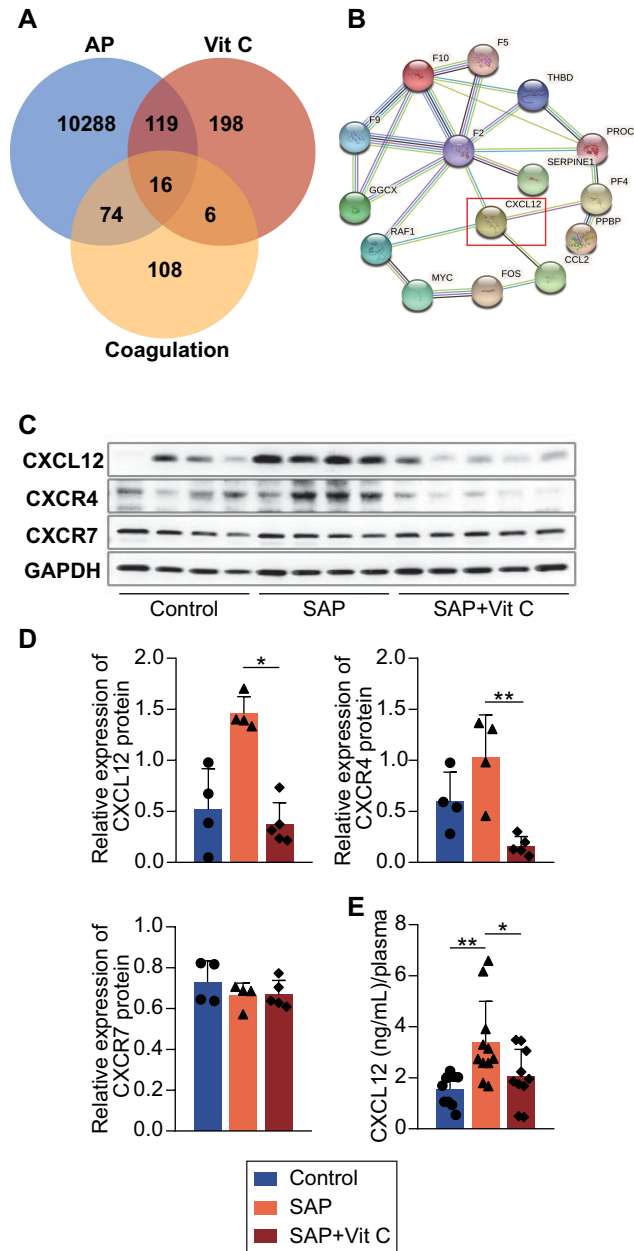 A
AP
Vit C
10288
119
198
16
74
6
108
Coagulation
B
F10
F5
THBD
F9
F2
PROC
SERPINE1
GGCX
PF4
CXCL12
PPBP
RAF1
CCL2
MYC
FOS
C
CXCL12
CXCR4
CXCR7
GAPDH
Control SAP SAP+Vit C
D
Relative expression of
CXCL12 protein
2.0
1.5
1.0
0.5
0.0
*
Relative expression of
CXCR4 protein
2.0
1.5
1.0
0.5
0.0
**
Relative expression of
CXCR7 protein
1.0
0.8
0.6
0.4
0.2
0.0
E
CXCL12 (ng/mL)/plasma
8
6
4
2
0
**
*
Control
SAP
SAP+Vit C